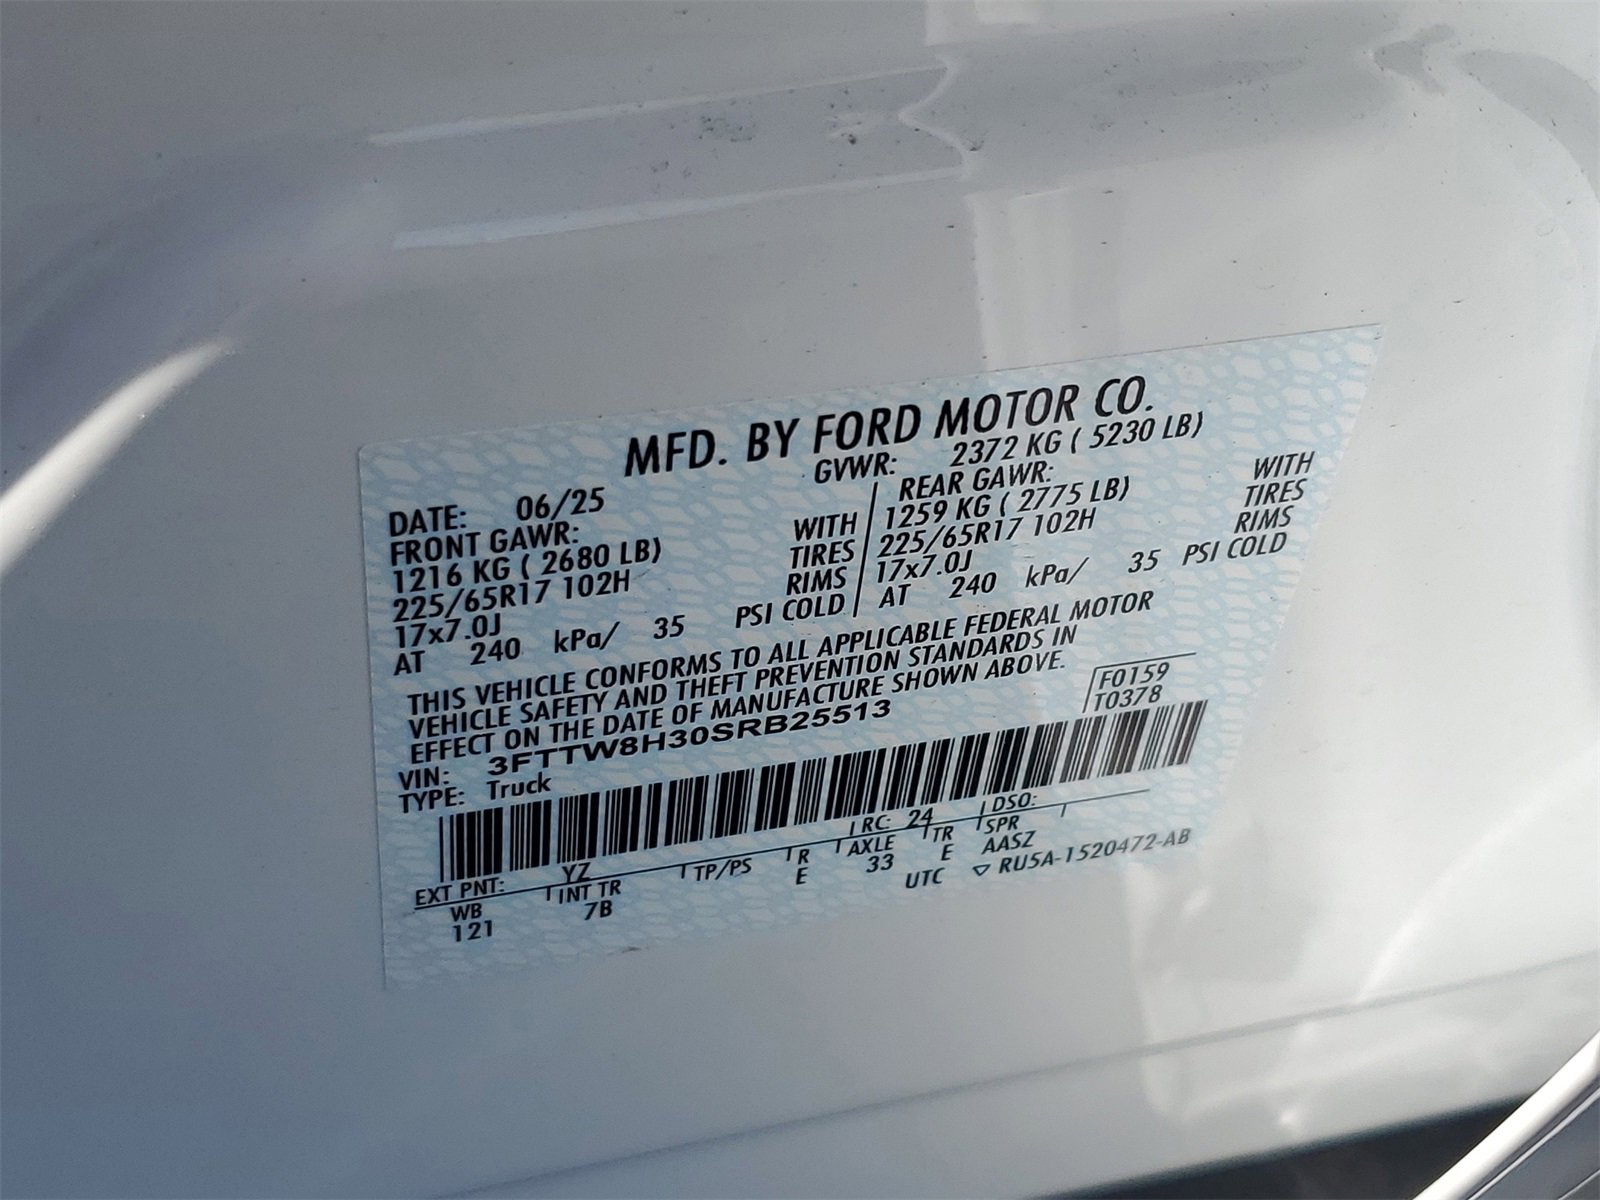 MFD. BY FORD MOTOR CO.
DATE: 06/25 GVWR: 2372 KG ( 5230 LB)
FRONT GAWR: REAR GAWR:
1216 KG ( 2680 LB) WITH 1259 KG ( 2775 LB) WITH
225/65R17 102H TIRES 225/65R17 102H TIRES
17x7.0J RIMS 17x7.0J RIMS
AT 240 kPa/ 35 PSI COLD AT 240 kPa/ 35 PSI COLD
THIS VEHICLE CONFORMS TO ALL APPLICABLE FEDERAL MOTOR
VEHICLE SAFETY AND THEFT PREVENTION STANDARDS IN
EFFECT ON THE DATE OF MANUFACTURE SHOWN ABOVE.
F0159
T0378
VIN: 3FTTW8H30SRB25513
TYPE: Truck
EXT PNT: YZ RC: 24 DSO:
WB INT TR TP/PS R AXLE TR SPR
121 7B E 33 E AASZ
UTC ▽ RU5A-1520472-AB